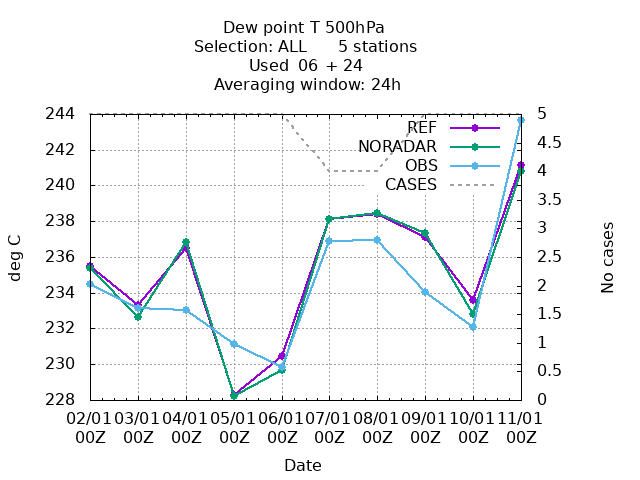 Dew point T 500hPa
Selection: ALL      5 stations
Used  06 + 24
Averaging window: 24h
244
242
240
238
236
234
232
230
228
deg C
REF
NORADAR
OBS
CASES
5
4.5
4
3.5
3
2.5
2
1.5
1
0.5
0
No cases
02/01 03/01 04/01 05/01 06/01 07/01 08/01 09/01 10/01 11/01
00Z 00Z 00Z 00Z 00Z 00Z 00Z 00Z 00Z 00Z
Date